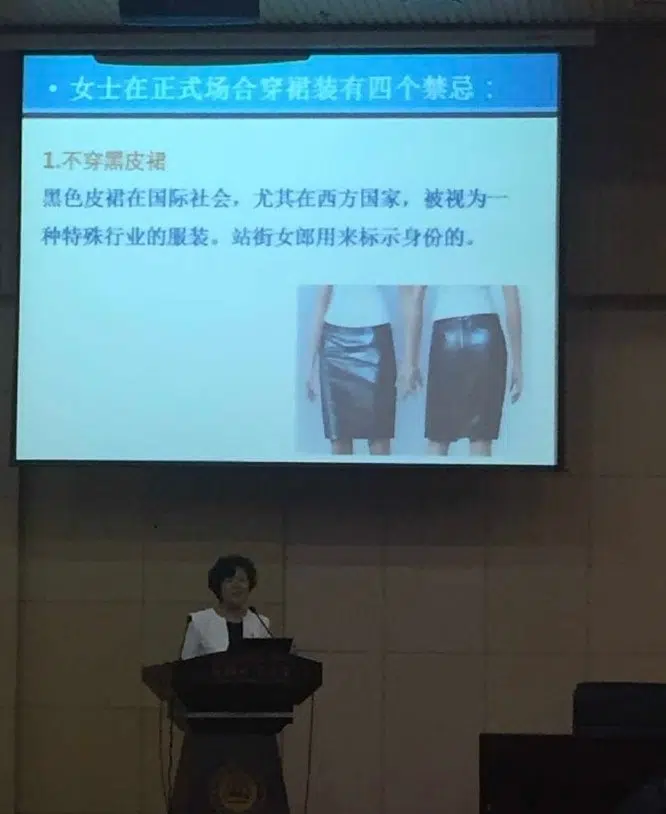 • 女士在正式场合穿裙装有四个禁忌：
1.不穿黑皮裙
黑色皮裙在国际社会，尤其在西方国家，被视为一
种特殊行业的服装。站街女郎用来标示身份的。